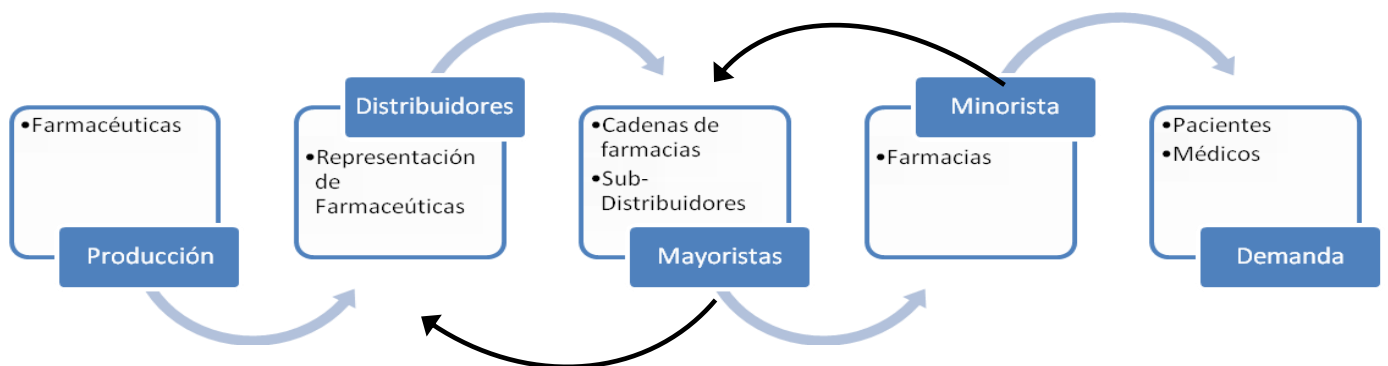 •Farmacéuticas
Producción
Distribuidores
•Representación
de
Farmaceúticas
•Cadenas de
farmacias
•Sub-
Distribuidores
Mayoristas
Minorista
•Farmacias
•Pacientes
•Médicos
Demanda